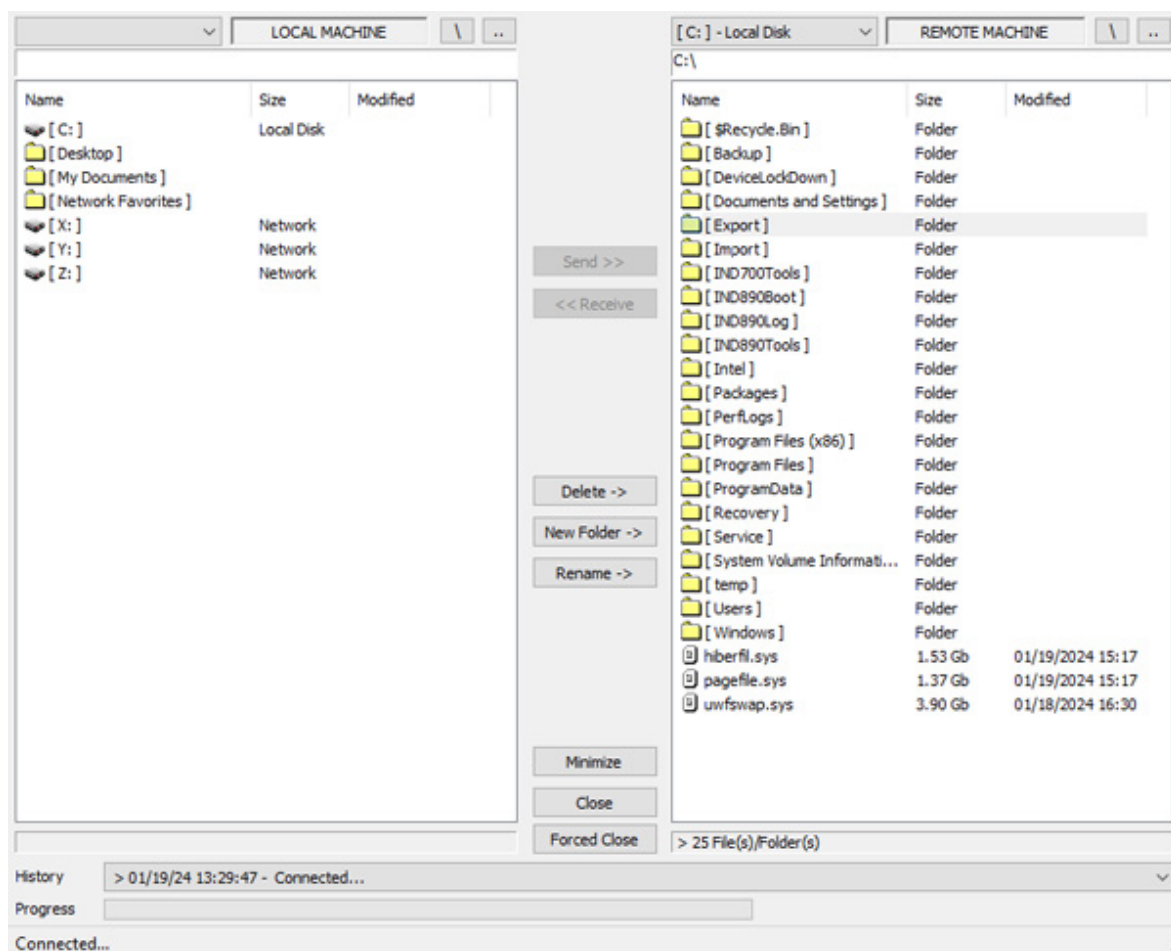 LOCAL MACHINE \ ..
Name Size Modified
[ C: ] Local Disk
[ Desktop ]
[ My Documents ]
[ Network Favorites ]
[ X: ] Network
[ Y: ] Network
[ Z: ] Network
Send >>
<< Receive
Delete ->
New Folder ->
Rename ->
Minimize
Close
Forced Close
[ C: ] - Local Disk REMOTE MACHINE \ ..
C:\
Name Size Modified
[ $Recycle.Bin ] Folder
[ Backup ] Folder
[ DeviceLockDown ] Folder
[ Documents and Settings ] Folder
[ Export ] Folder
[ Import ] Folder
[ IND700Tools ] Folder
[ IND890Boot ] Folder
[ IND890Log ] Folder
[ IND890Tools ] Folder
[ Intel ] Folder
[ Packages ] Folder
[ PerfLogs ] Folder
[ Program Files (x86) ] Folder
[ Program Files ] Folder
[ ProgramData ] Folder
[ Recovery ] Folder
[ Service ] Folder
[ System Volume Informati... Folder
[ temp ] Folder
[ Users ] Folder
[ Windows ] Folder
hiberfil.sys 1.53 Gb 01/19/2024 15:17
pagefile.sys 1.37 Gb 01/19/2024 15:17
uwfswap.sys 3.90 Gb 01/18/2024 16:30
> 25 File(s)/Folder(s)
History > 01/19/24 13:29:47 - Connected...
Progress
Connected...